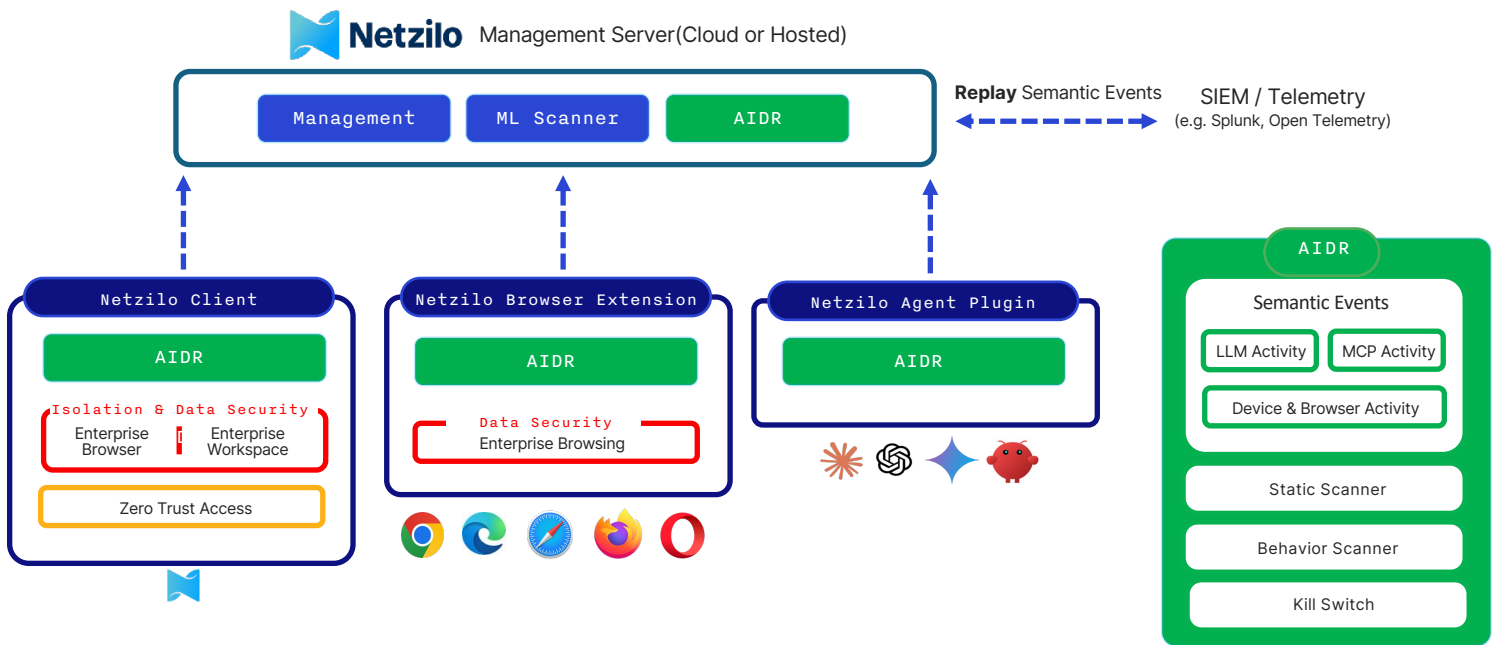 Netzilo Management Server(Cloud or Hosted)
Management ML Scanner AIDR
Replay Semantic Events
SIEM / Telemetry
(e.g. Splunk, Open Telemetry)
Netzilo Client
AIDR
Isolation & Data Security
Enterprise
Browser
Enterprise
Workspace
Zero Trust Access
Netzilo Browser Extension
AIDR
Data Security
Enterprise Browsing
Netzilo Agent Plugin
AIDR
AIDR
Semantic Events
LLM Activity MCP Activity
Device & Browser Activity
Static Scanner
Behavior Scanner
Kill Switch